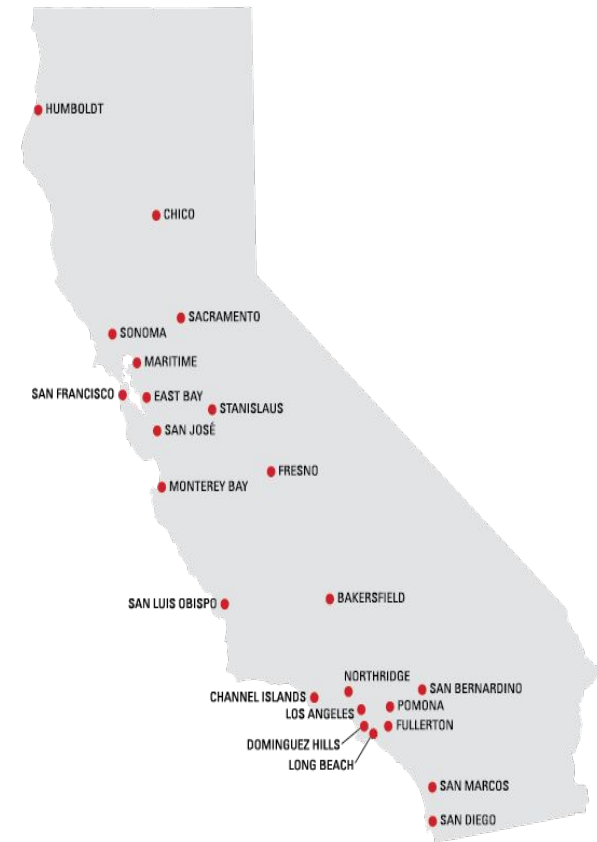 HUMBOLDT
CHICO
SACRAMENTO
SONOMA
MARITIME
SAN FRANCISCO
EAST BAY
STANISLAUS
SAN JOSÉ
FRESNO
MONTEREY BAY
BAKERSFIELD
SAN LUIS OBISPO
NORTHRIDGE
SAN BERNARDINO
CHANNEL ISLANDS
POMONA
LOS ANGELES
FULLERTON
DOMINGUEZ HILLS
LONG BEACH
SAN MARCOS
SAN DIEGO